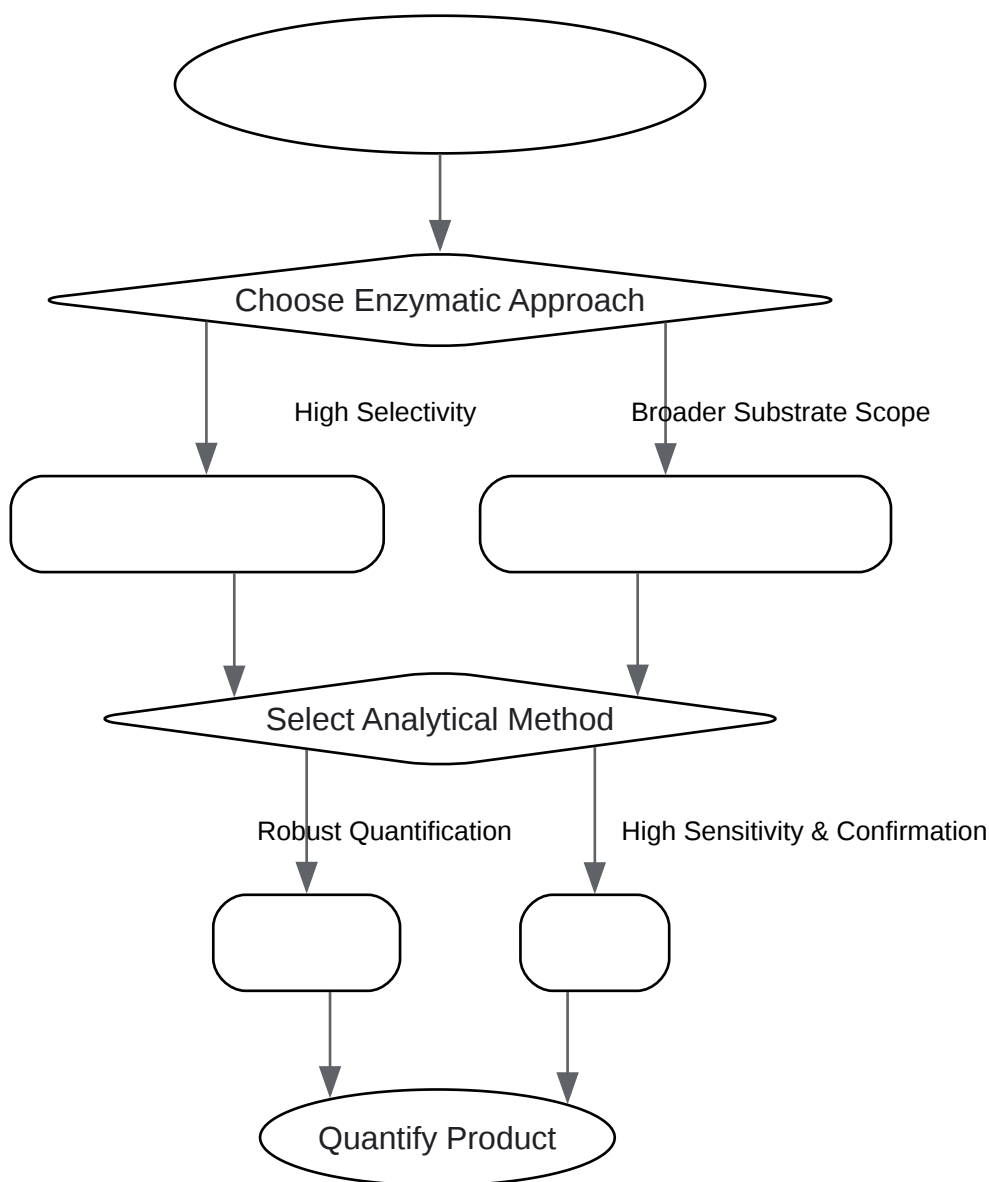 Choose Enzymatic Approach
High Selectivity
Broader Substrate Scope
Select Analytical Method
Robust Quantification
High Sensitivity & Confirmation
Quantify Product